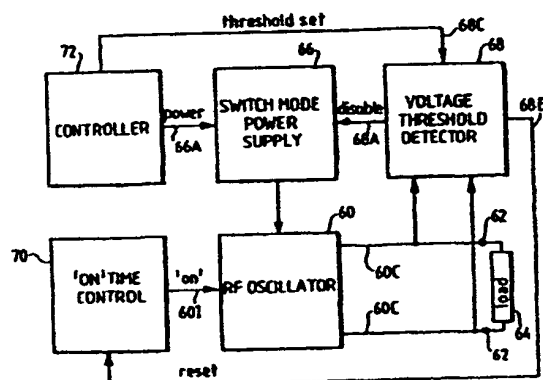 threshold set
68C
72
66
68
CONTROLLER
power
66A
SWITCH MODE
POWER
SUPPLY
disable
68A
VOLTAGE
THRESHOLD
DETECTOR
68B
60
62
70
'ON' TIME
CONTROL
'on'
601
RF OSCILLATOR
60C
60C
load
62
64
reset